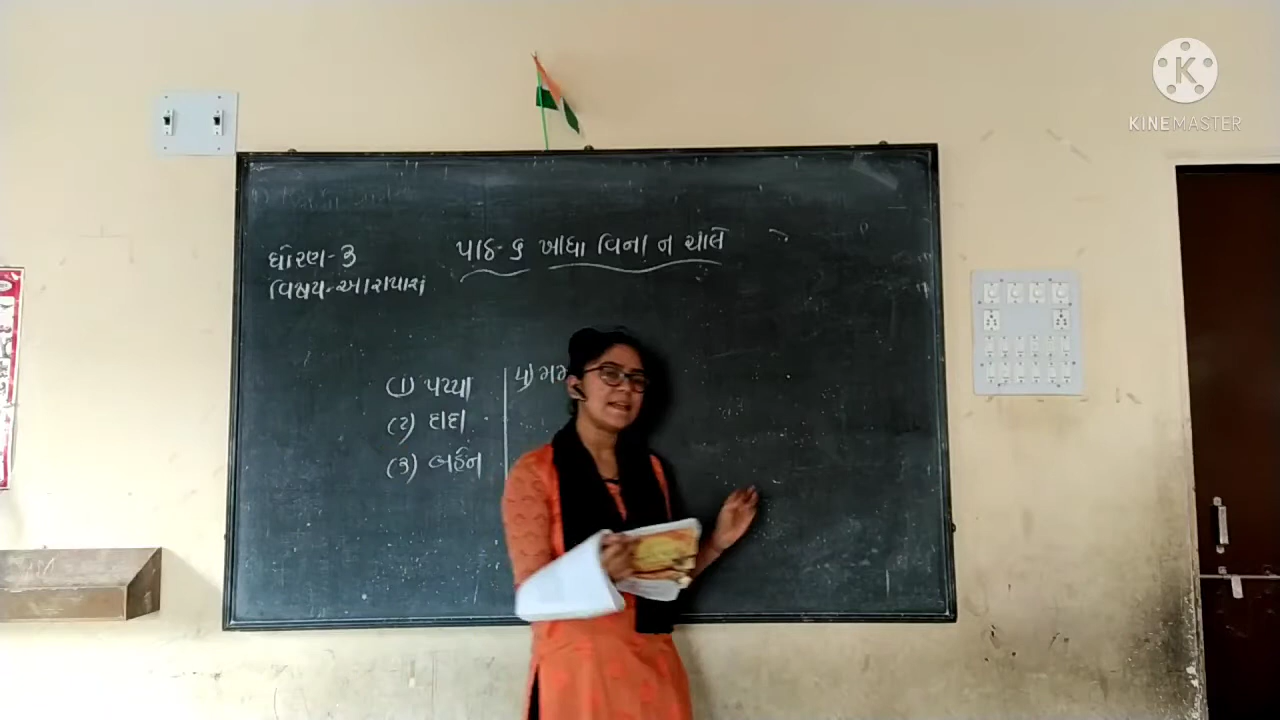 ધોરણ-૩
વિષય-આસપાસ
પાઠ-૬ ખાધા વિના ન ચાલે
(૧) પપ્પા
(૨) દાદા
(૩) બહેન
KINEMASTER